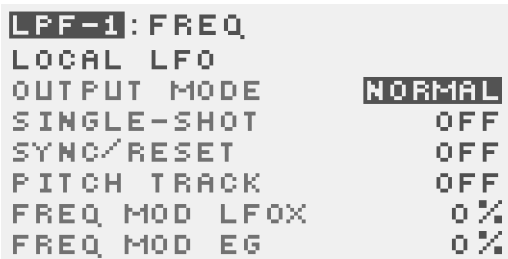 LPF-1:FREQ
LOCAL LFO
OUTPUT MODE NORMAL
SINGLE-SHOT OFF
SYNC/RESET OFF
PITCH TRACK OFF
FREQ MOD LFOX 0%
FREQ MOD EG 0%